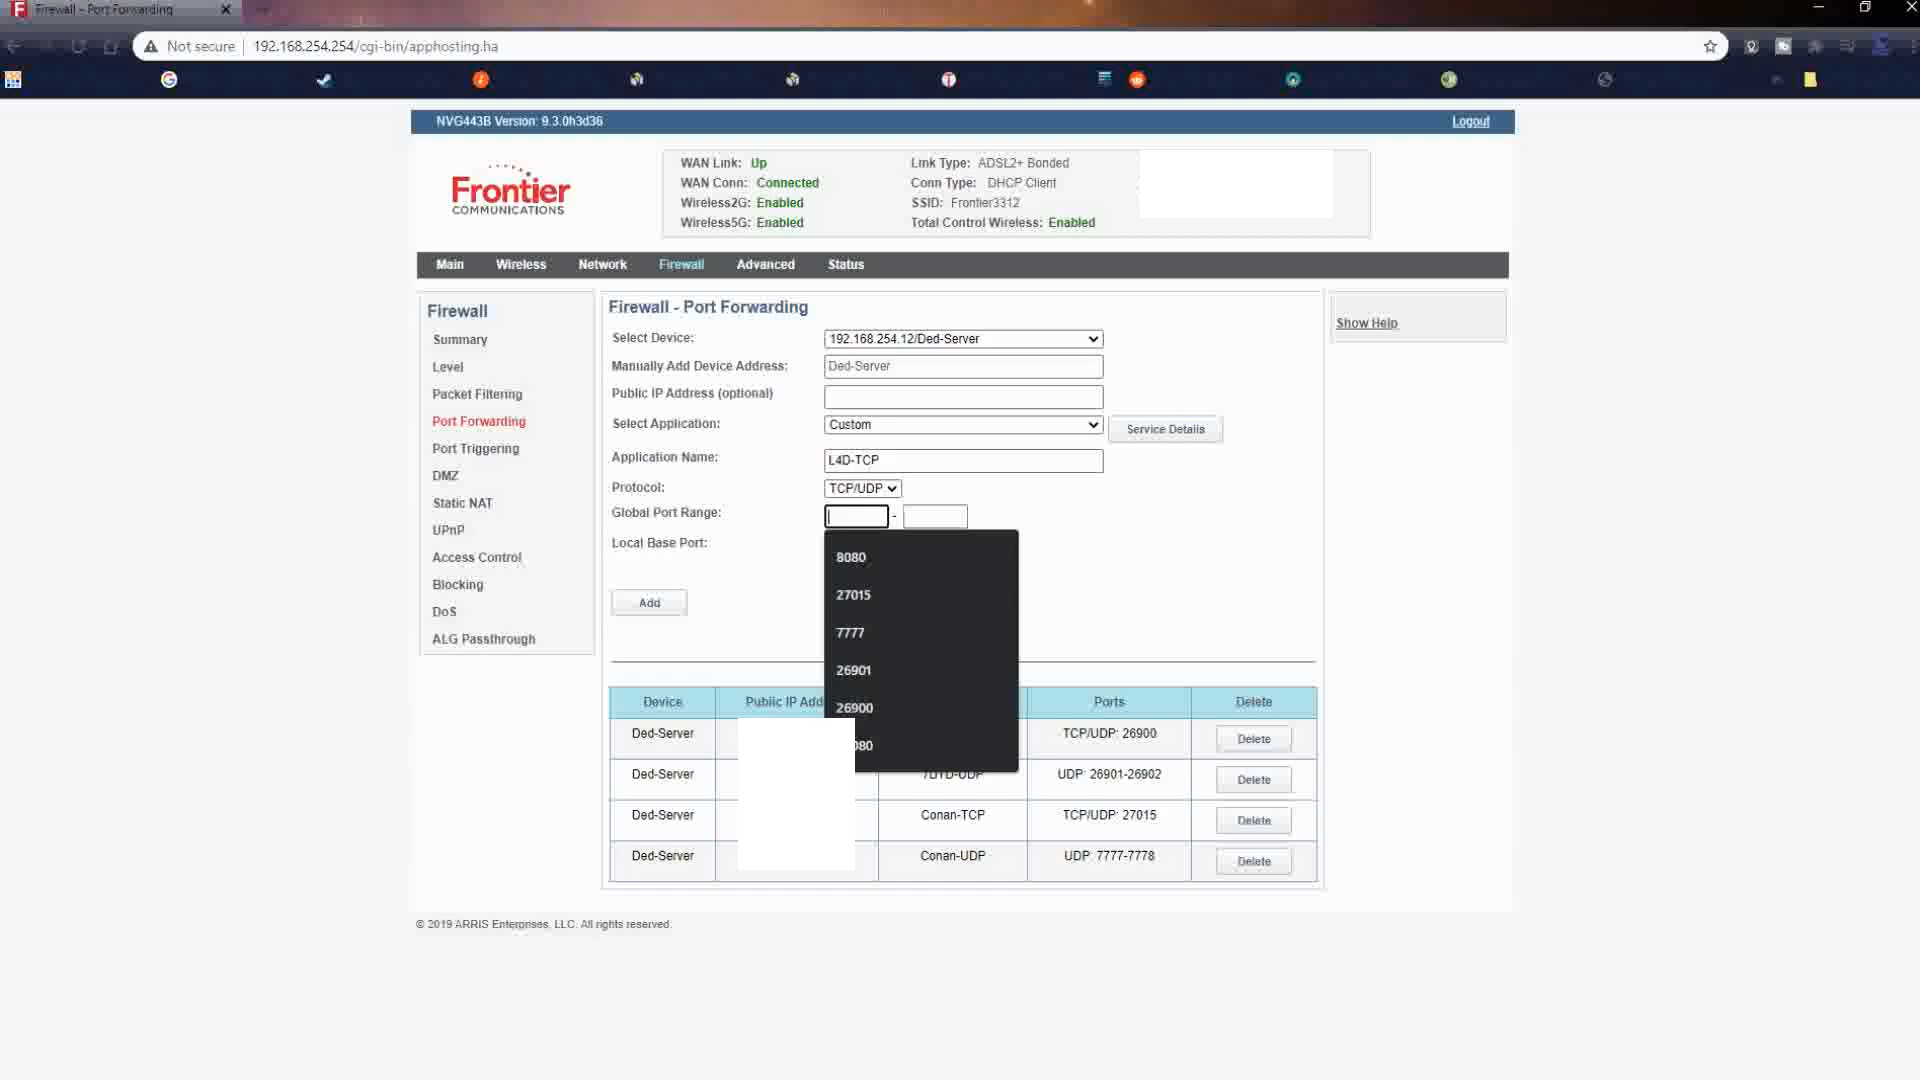 Firewall - Port Forwarding
Not secure
192.168.254.254/cgi-bin/apphosting.ha
NVG443B Version: 9.3.0h3d36
Logout
Frontier
COMMUNICATIONS
WAN Link: Up
WAN Conn: Connected
Wireless2G: Enabled
Wireless5G: Enabled
Link Type: ADSL2+ Bonded
Conn Type: DHCP Client
SSID: Frontier3312
Total Control Wireless: Enabled
Main Wireless Network Firewall Advanced Status
Firewall
Summary
Level
Packet Filtering
Port Forwarding
Port Triggering
DMZ
Static NAT
UPnP
Access Control
Blocking
DoS
ALG Passthrough
Firewall - Port Forwarding
Select Device: 192.168.254.12/Ded-Server
Manually Add Device Address: Ded-Server
Public IP Address (optional)
Select Application: Custom Service Details
Application Name: L4D-TCP
Protocol: TCP/UDP
Global Port Range: -
Local Base Port:
8080
27015
7777
26901
26900
080
Add
Show Help
Device Public IP Add Ports Delete
Ded-Server TCP/UDP: 26900 Delete
Ded-Server 7DTD-UDP UDP: 26901-26902 Delete
Ded-Server Conan-TCP TCP/UDP: 27015 Delete
Ded-Server Conan-UDP UDP: 7777-7778 Delete
© 2019 ARRIS Enterprises, LLC. All rights reserved.